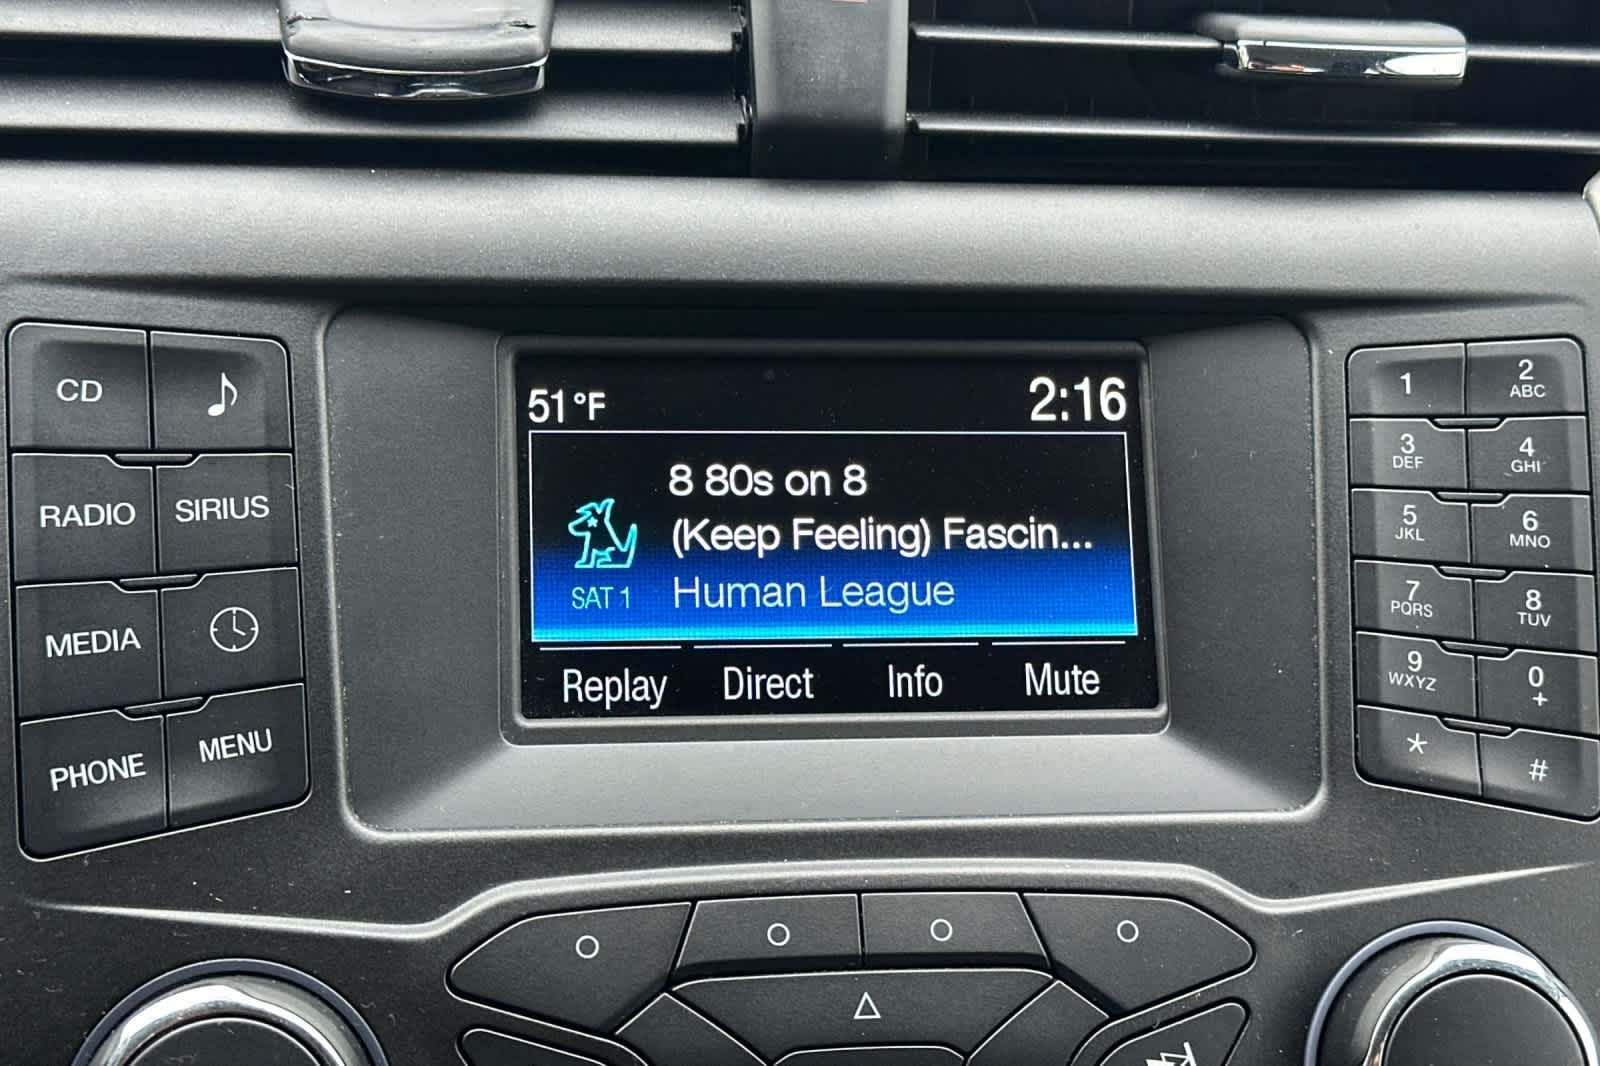 51°F
2:16
8 80s on 8
(Keep Feeling) Fascin...
SAT 1
Human League
Replay
Direct
Info
Mute
CD
RADIO
SIRIUS
MEDIA
PHONE
MENU
1
2
ABC
3
DEF
4
GHI
5
JKL
6
MNO
7
PQRS
8
TUV
9
WXYZ
0
+
*
#